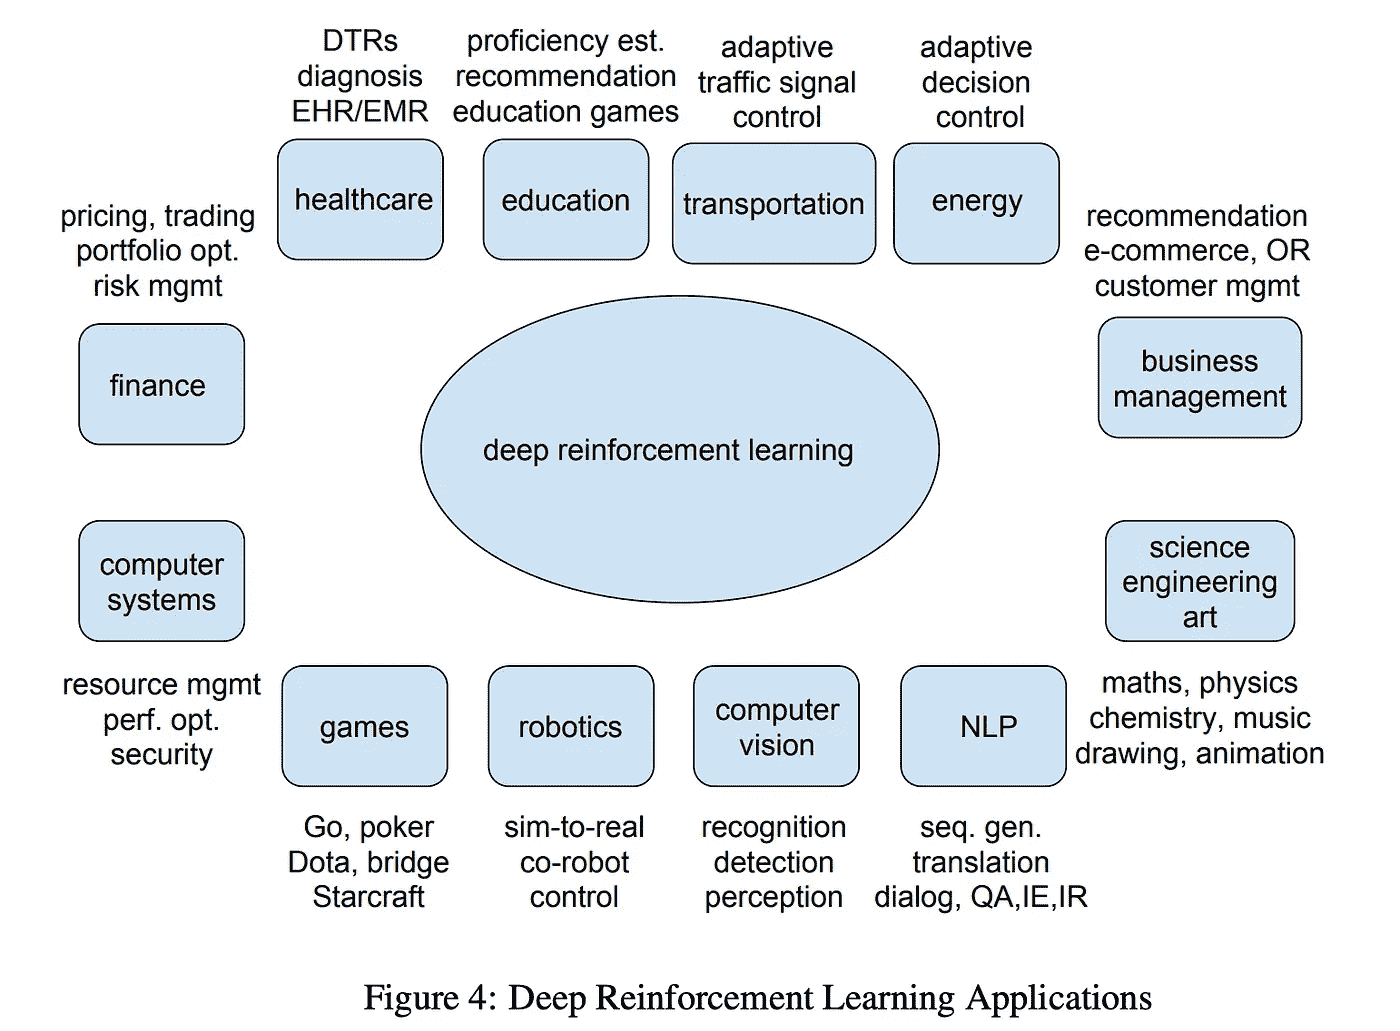 DTRs
diagnosis
EHR/EMR
healthcare
proficiency est.
recommendation
education games
education
adaptive
traffic signal
control
transportation
adaptive
decision
control
energy
pricing, trading
portfolio opt.
risk mgmt
finance
recommendation
e-commerce, OR
customer mgmt
business
management
deep reinforcement learning
computer
systems
resource mgmt
perf. opt.
security
science
engineering
art
maths, physics
chemistry, music
drawing, animation
games
Go, poker
Dota, bridge
Starcraft
robotics
sim-to-real
co-robot
control
computer
vision
recognition
detection
perception
NLP
seq. gen.
translation
dialog, QA,IE,IR
Figure 4: Deep Reinforcement Learning Applications